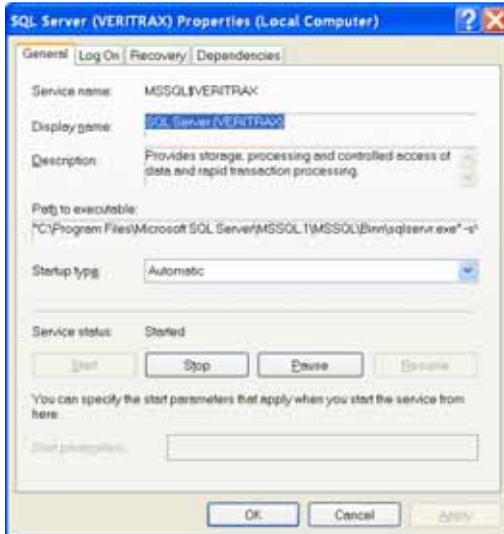 SQL Server (VERITRAX) Properties (Local Computer)
General Log On Recovery Dependencies
Service name: MSSQL$VERITRAX
Display name: SQL Server (VERITRAX)
Description: Provides storage, processing and controlled access of
data and rapid transaction processing.
Path to executable:
"C:\Program Files\Microsoft SQL Server\MSSQL.1\MSSQL\Binn\sqlservr.exe" -s\
Startup type: Automatic
Service status: Started
Start Stop Pause Resume
You can specify the start parameters that apply when you start the service from
here.
Start parameters:
OK Cancel Apply